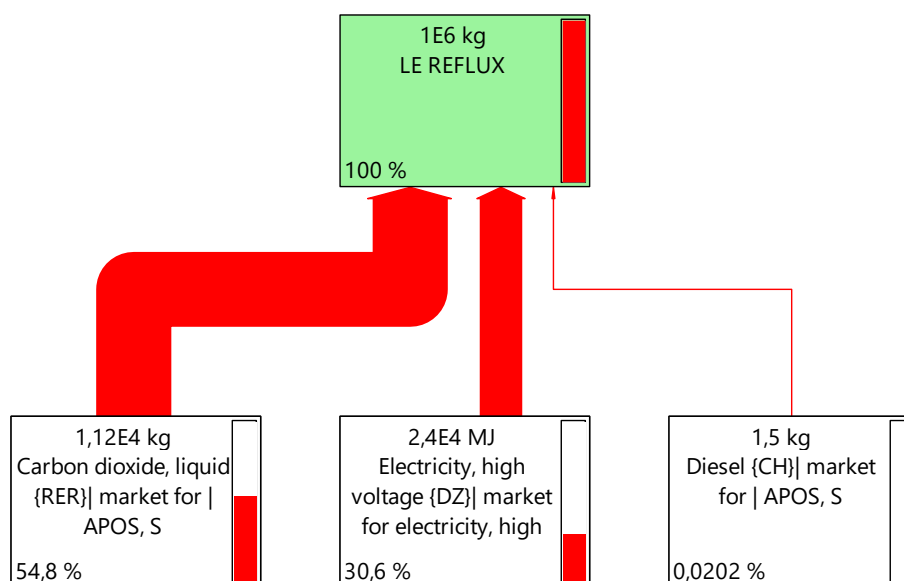 1E6 kg
LE REFLUX
100 %
1,12E4 kg
Carbon dioxide, liquid
{RER}| market for |
APOS, S
54,8 %
2,4E4 MJ
Electricity, high
voltage {DZ}| market
for electricity, high
30,6 %
1,5 kg
Diesel {CH}| market
for | APOS, S
0,0202 %